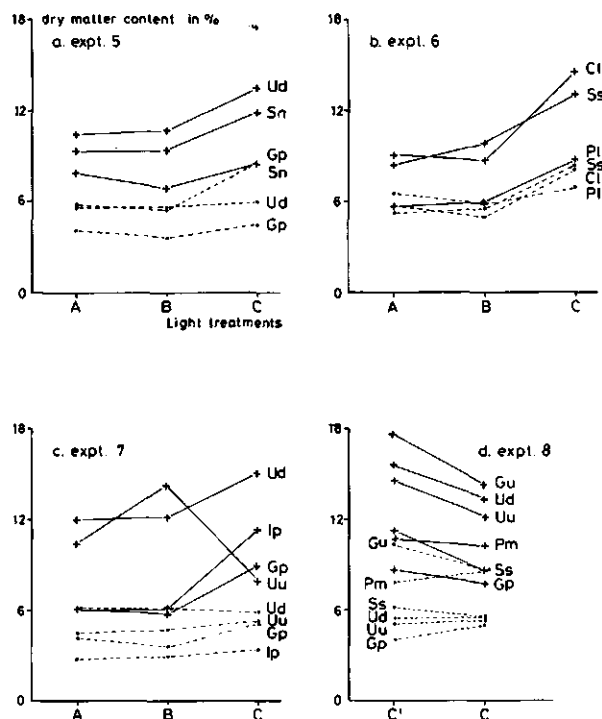 dry matter content in %
a. expt. 5
18
12
6
0
Ud
Sn
Gp
Sn
Ud
Gp
A B C
Light treatments
b. expt. 6
18
12
6
0
Cl
Ss
Pl
Ss
Cl
Pl
A B C
c. expt. 7
18
12
6
0
Ud
Ip
Gp
Uu
Ud
Uu
Gp
Ip
A B C
d. expt. 8
18
12
6
0
Gu
Pm
Ss
Ud
Uu
Gp
Gu
Ud
Uu
Pm
Ss
Gp
C' C